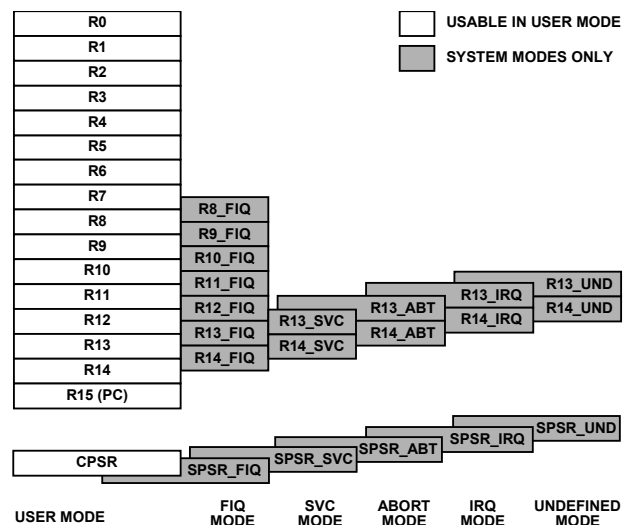 R0
USABLE IN USER MODE
R1
SYSTEM MODES ONLY
R2
R3
R4
R5
R6
R7
R8
R9
R10
R11
R12
R13
R14
R15 (PC)
R8_FIQ
R9_FIQ
R10_FIQ
R11_FIQ
R12_FIQ
R13_FIQ
R14_FIQ
R13_SVC
R14_SVC
R13_ABT
R14_ABT
R13_IRQ
R14_IRQ
R13_UND
R14_UND
CPSR
SPSR_FIQ
SPSR_SVC
SPSR_ABT
SPSR_IRQ
SPSR_UND
USER MODE
FIQ
MODE
SVC
MODE
ABORT
MODE
IRQ
MODE
UNDEFINED
MODE